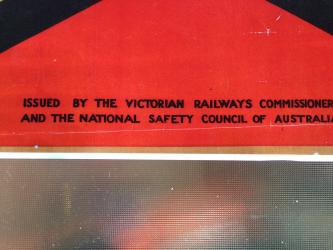 ISSUED BY THE VICTORIAN RAILWAYS COMMISSIONER
AND THE NATIONAL SAFETY COUNCIL OF AUSTRALIA